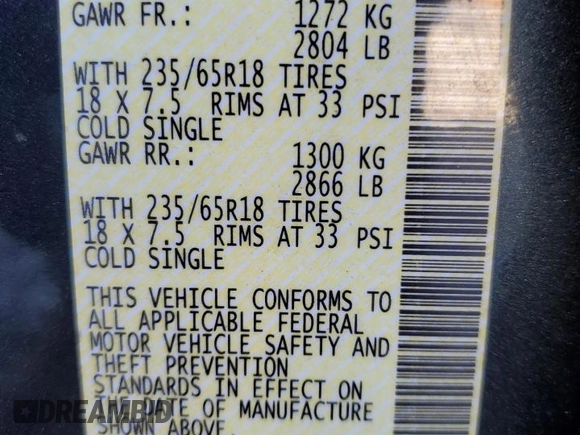 GAWR FR.: 1272 KG
2804 LB
WITH 235/65R18 TIRES
18 X 7.5 RIMS AT 33 PSI
COLD SINGLE
GAWR RR.: 1300 KG
2866 LB
WITH 235/65R18 TIRES
18 X 7.5 RIMS AT 33 PSI
COLD SINGLE
THIS VEHICLE CONFORMS TO
ALL APPLICABLE FEDERAL
MOTOR VEHICLE SAFETY AND
THEFT PREVENTION
STANDARDS IN EFFECT ON
THE DATE OF MANUFACTURE
SHOWN ABOVE.
DREAMBID